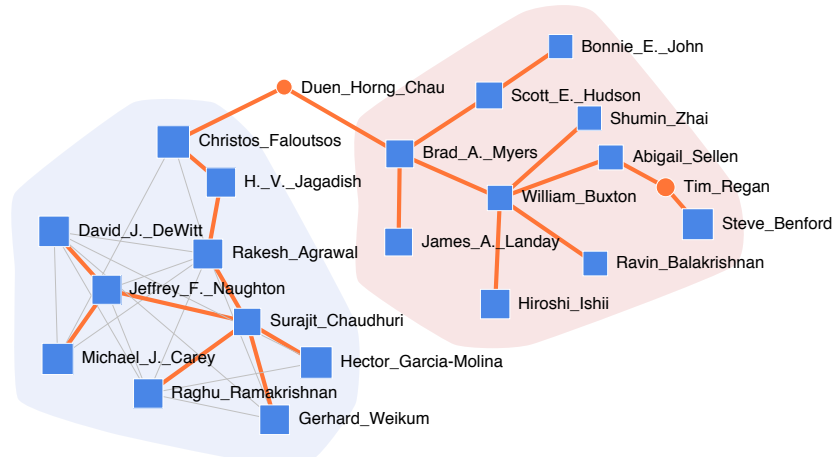 Bonnie_E._John
Duen_Horng_Chau
Scott_E._Hudson
Shumin_Zhai
Christos_Faloutsos
Brad_A._Myers
Abigail_Sellen
H._V._Jagadish
Tim_Regan
William_Buxton
Steve_Benford
David_J._DeWitt
James_A._Landay
Rakesh_Agrawal
Ravin_Balakrishnan
Jeffrey_F._Naughton
Hiroshi_Ishii
Surajit_Chaudhuri
Michael_J._Carey
Hector_Garcia-Molina
Raghu_Ramakrishnan
Gerhard_Weikum